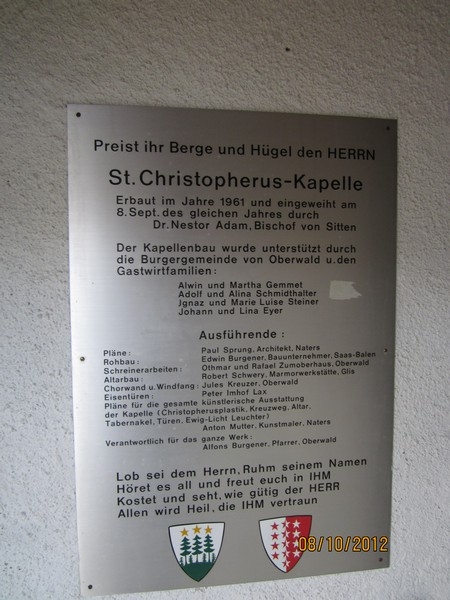 Preist ihr Berge und Hügel den HERRN
St. Christopherus-Kapelle
Erbaut im Jahre 1961 und eingeweiht am
8. Sept. des gleichen Jahres durch
Dr. Nestor Adam, Bischof von Sitten
Der Kapellenbau wurde unterstützt durch
die Burgergemeinde von Oberwald u. den
Gastwirtfamilien:
Alwin und Martha Gemmet
Adolf und Alina Schmidthalter
Jgnaz und Marie Luise Steiner
Johann und Lina Eyer
Ausführende :
Pläne: Paul Sprung, Architekt, Naters
Rohbau: Edwin Burgener, Bauunternehmer, Saas-Balen
Schreinerarbeiten: Othmar und Rafael Zumoberhaus, Oberwald
Altarbau: Robert Schwery, Marmorwerkstätte, Glis
Chorwand u. Windfang: Jules Kreuzer, Oberwald
Eisentüren: Peter Imhof Lax
Pläne für die gesamte künstlerische Ausstattung
der Kapelle (Christopherusplastik, Kreuzweg, Altar,
Tabernakel, Türen, Ewig-Licht Leuchter)
Anton Mutter, Kunstmaler, Naters
Verantwortlich für das ganze Werk:
Alfons Burgener, Pfarrer, Oberwald
Lob sei dem Herrn, Ruhm seinem Namen
Höret es all und freut euch in IHM
Kostet und seht, wie gütig der HERR
Allen wird Heil, die IHM vertraun
08/10/2012